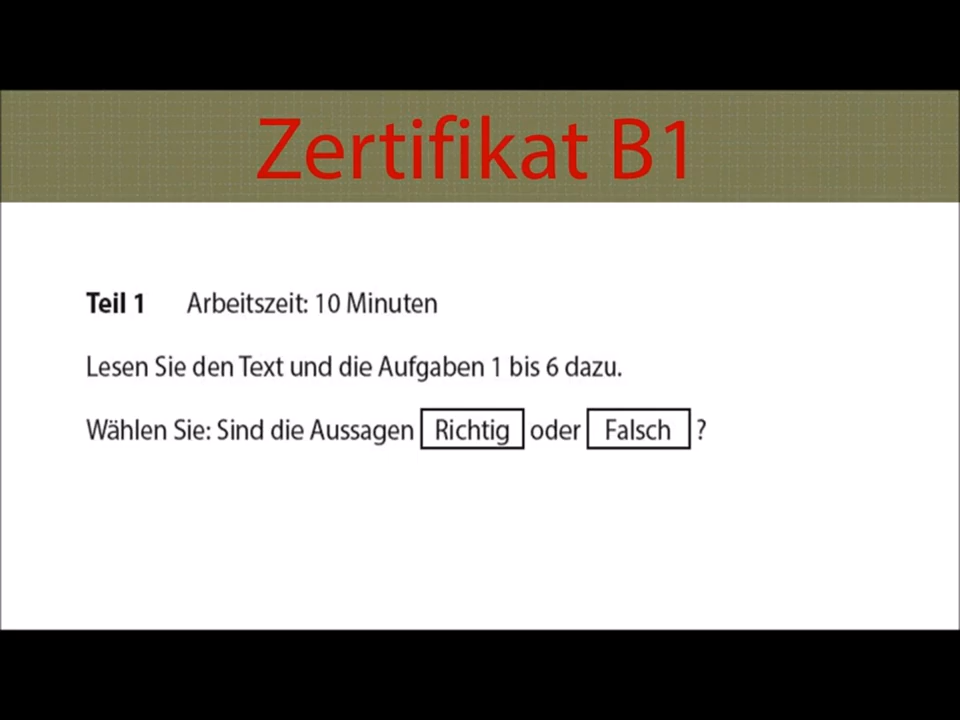 Zertifikat B1
Teil 1 Arbeitszeit: 10 Minuten
Lesen Sie den Text und die Aufgaben 1 bis 6 dazu.
Wählen Sie: Sind die Aussagen Richtig oder Falsch ?